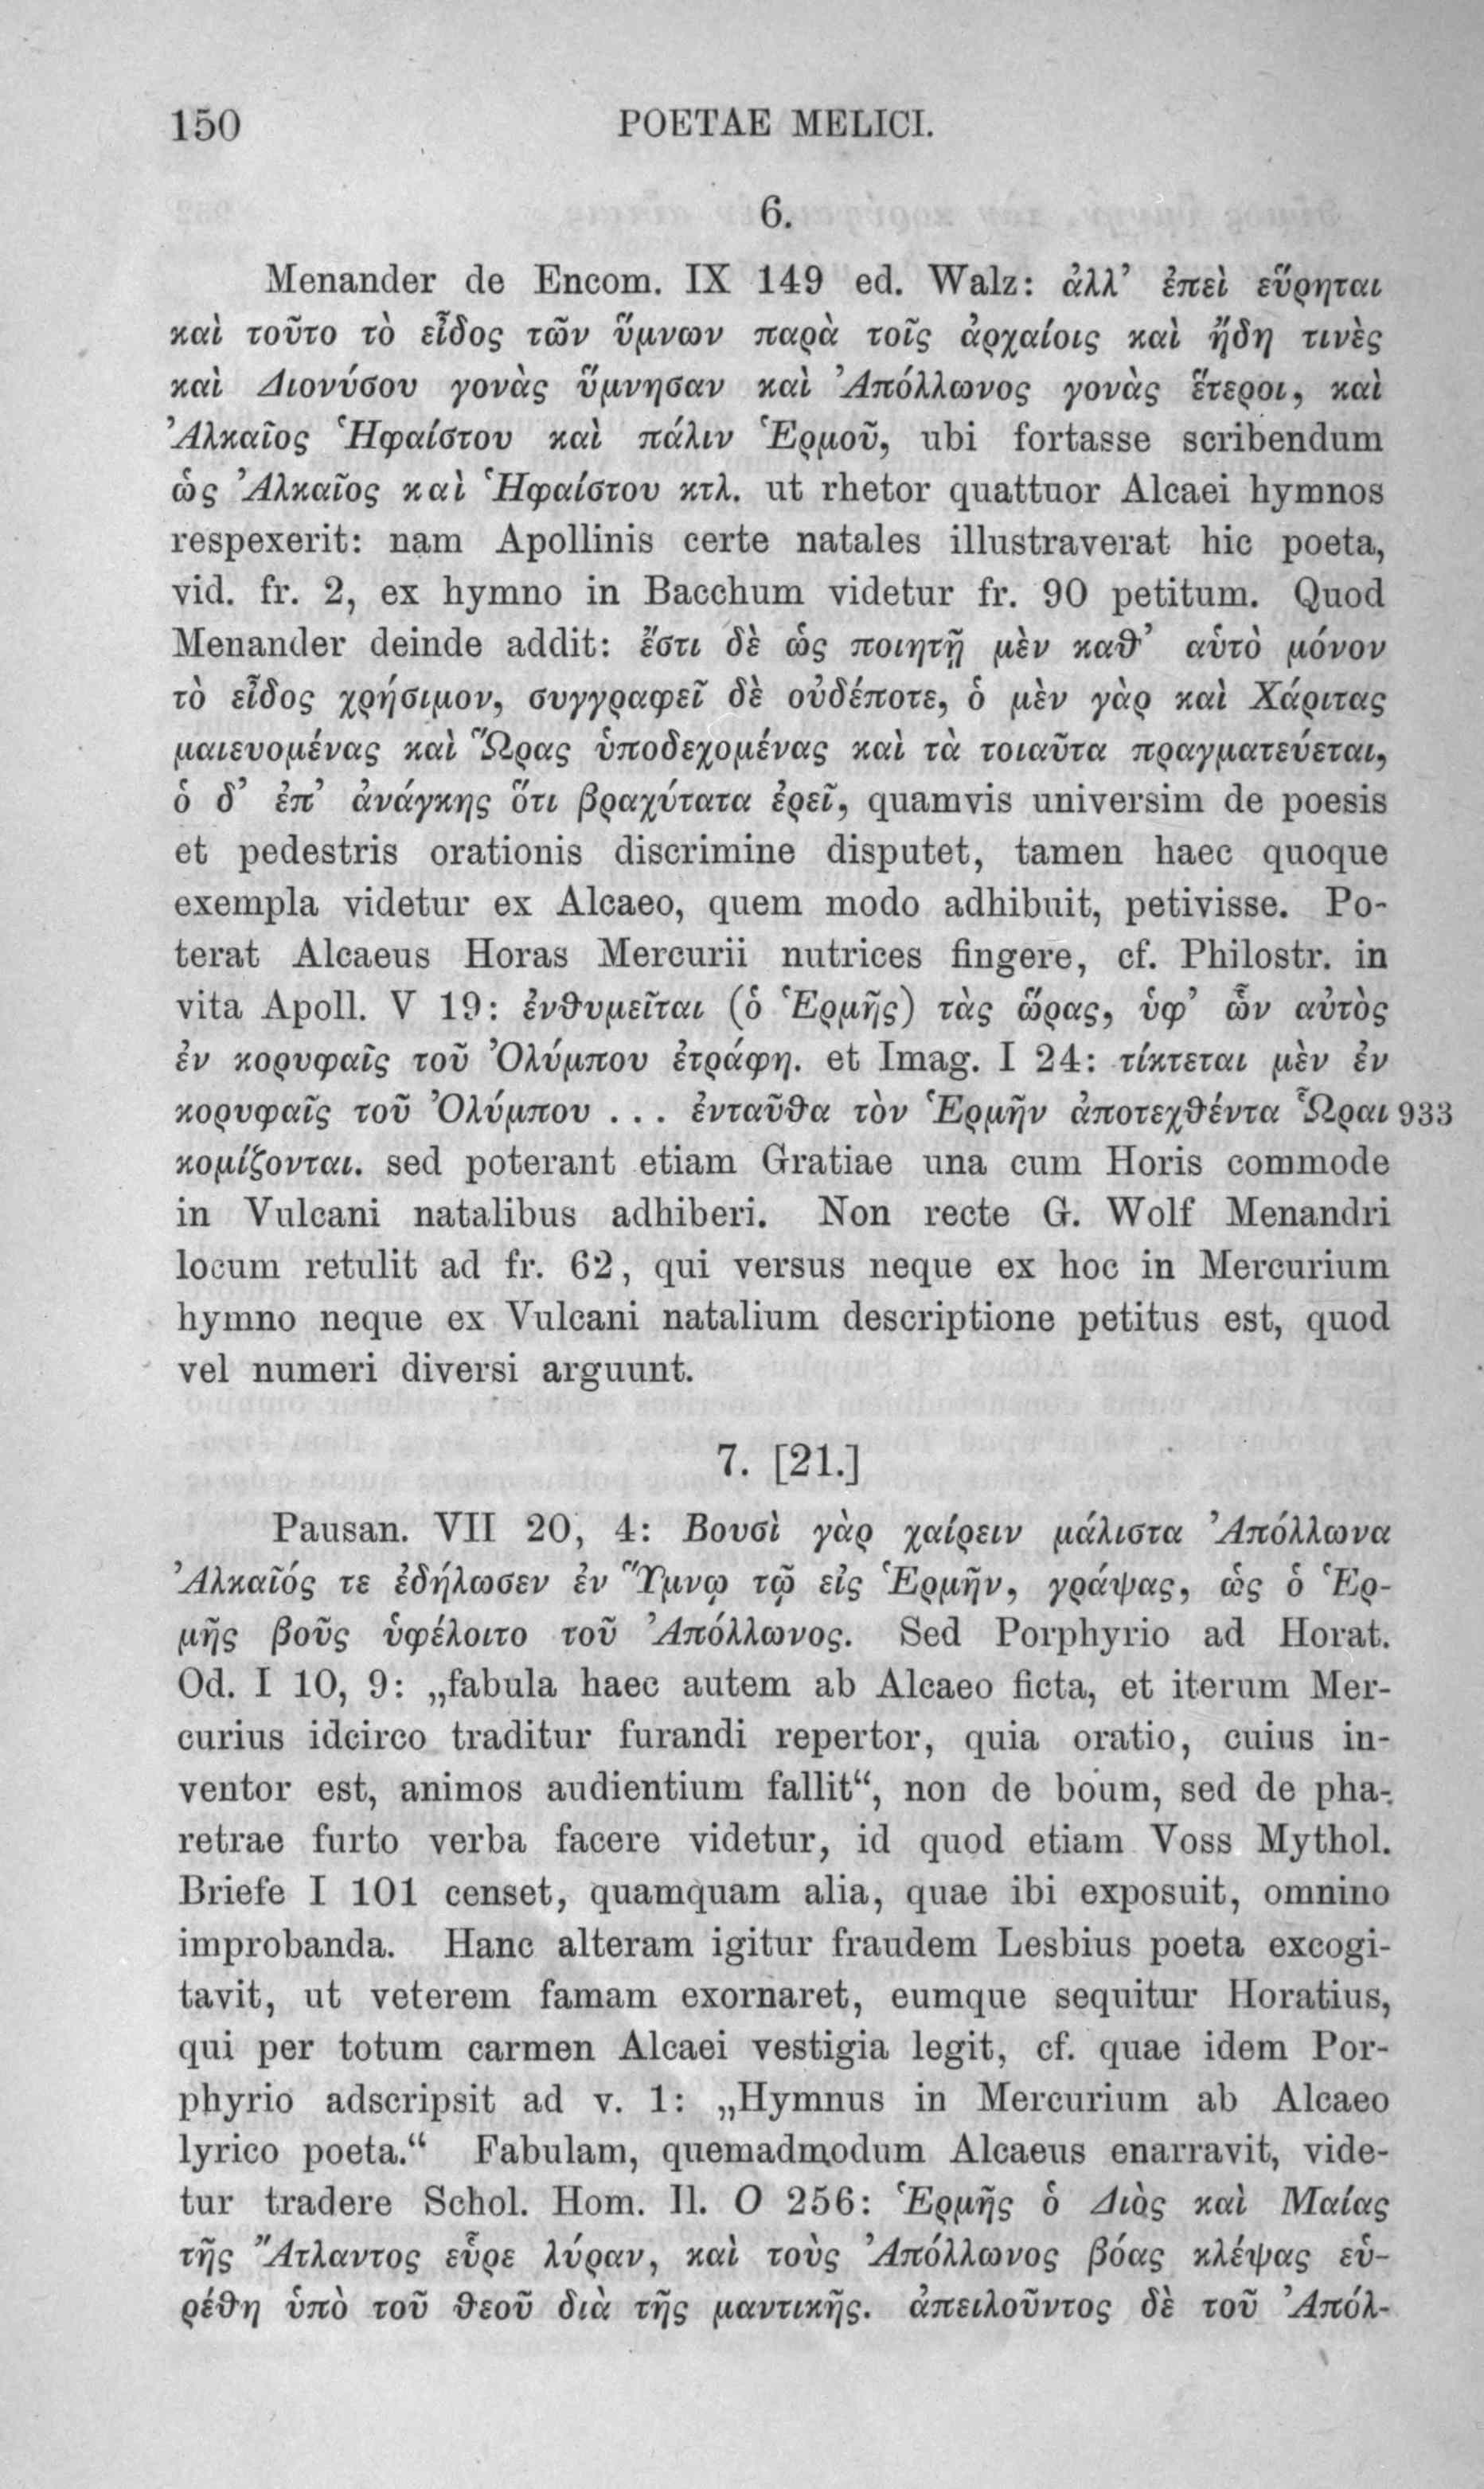 150 POETAE MELICI.
6.
Menander de Encom. IX 149 ed. Walz: ἀλλ’ ἐπεὶ εὕρηται
καὶ τοῦτο τὸ εἶδος τῶν ὕμνων παρὰ τοῖς ἀρχαίοις καὶ ἤδη τινὲς
καὶ Διονύσου γονὰς ὕμνησαν καὶ Ἀπόλλωνος γονὰς ἕτεροι, καὶ
Ἀλκαῖος Ἡφαίστου καὶ πάλιν Ἑρμοῦ, ubi fortasse scribendum
ὡς Ἀλκαῖος καὶ Ἡφαίστου κτλ. ut rhetor quattuor Alcaei hymnos
respexerit: nam Apollinis certe natales illustraverat hic poeta,
vid. fr. 2, ex hymno in Bacchum videtur fr. 90 petitum. Quod
Menander deinde addit: ἔστι δὲ ὡς ποιητῇ μὲν καθ’ αὑτὸ μόνον
τὸ εἶδος χρήσιμον, συγγραφεῖ δὲ οὐδέποτε, ὁ μὲν γὰρ καὶ Χάριτας
μαιευομένας καὶ Ὥρας ὑποδεχομένας καὶ τὰ τοιαῦτα πραγματεύεται,
ὁ δ’ ἐπ’ ἀνάγκης ὅτι βραχύτατα ἐρεῖ, quamvis universim de poesis
et pedestris orationis discrimine disputet, tamen haec quoque
exempla videtur ex Alcaeo, quem modo adhibuit, petivisse. Po-
terat Alcaeus Horas Mercurii nutrices fingere, cf. Philostr. in
vita Apoll. V 19: ἐνθυμεῖται (ὁ Ἑρμῆς) τὰς ὥρας, ὑφ’ ὧν αὐτὸς
ἐν κορυφαῖς τοῦ Ὀλύμπου ἐτράφη. et Imag. I 24: τίκτεται μὲν ἐν
κορυφαῖς τοῦ Ὀλύμπου ... ἐνταῦθα τὸν Ἑρμῆν ἀποτεχθέντα Ὧραι 933
κομίζονται. sed poterant etiam Gratiae una cum Horis commode
in Vulcani natalibus adhiberi. Non recte G. Wolf Menandri
locum retulit ad fr. 62, qui versus neque ex hoc in Mercurium
hymno neque ex Vulcani natalium descriptione petitus est, quod
vel numeri diversi arguunt.
7. [21.]
Pausan. VII 20, 4: Βουσὶ γὰρ χαίρειν μάλιστα Ἀπόλλωνα
Ἀλκαῖός τε ἐδήλωσεν ἐν Ὕμνῳ τῷ εἰς Ἑρμῆν, γράψας, ὡς ὁ Ἑρ-
μῆς βοῦς ὑφέλοιτο τοῦ Ἀπόλλωνος. Sed Porphyrio ad Horat.
Od. I 10, 9: „fabula haec autem ab Alcaeo ficta, et iterum Mer-
curius idcirco traditur furandi repertor, quia oratio, cuius in-
ventor est, animos audientium fallit“, non de boum, sed de pha-
retrae furto verba facere videtur, id quod etiam Voss Mythol.
Briefe I 101 censet, quamquam alia, quae ibi exposuit, omnino
improbanda. Hanc alteram igitur fraudem Lesbius poeta excogi-
tavit, ut veterem famam exornaret, eumque sequitur Horatius,
qui per totum carmen Alcaei vestigia legit, cf. quae idem Por-
phyrio adscripsit ad v. 1: „Hymnus in Mercurium ab Alcaeo
lyrico poeta.“ Fabulam, quemadmodum Alcaeus enarravit, vide-
tur tradere Schol. Hom. Il. O 256: Ἑρμῆς ὁ Διὸς καὶ Μαίας
τῆς Ἄτλαντος εὗρε λύραν, καὶ τοὺς Ἀπόλλωνος βόας κλέψας εὑ-
ρέθη ὑπὸ τοῦ θεοῦ διὰ τῆς μαντικῆς. ἀπειλοῦντος δὲ τοῦ Ἀπόλ-